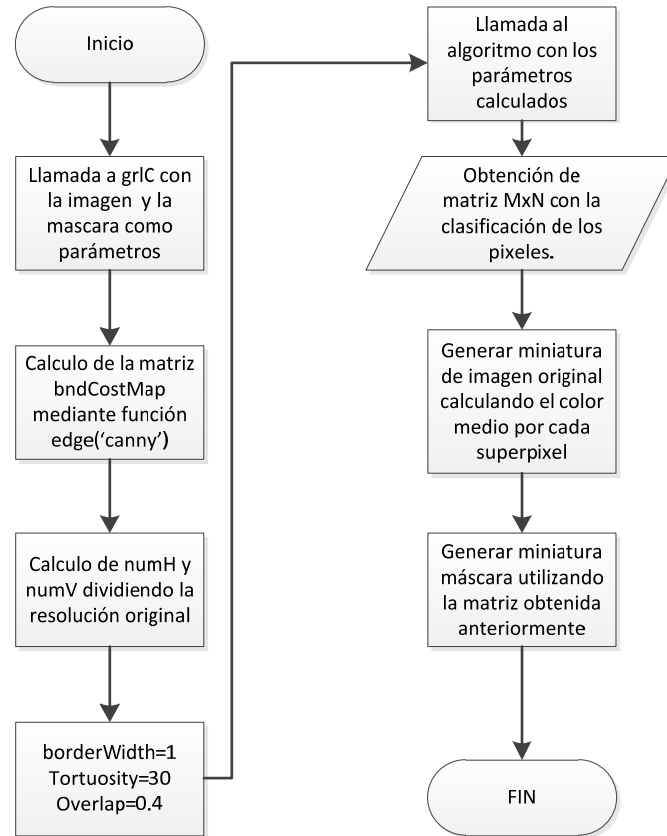 Inicio
Llamada a grlC con
la imagen y la
mascara como
parámetros
Calculo de la matriz
bndCostMap
mediante función
edge(‘canny’)
Calculo de numH y
numV dividiendo la
resolución original
borderWidth=1
Tortuosity=30
Overlap=0.4
Llamada al
algoritmo con los
parámetros
calculados
Obtención de
matriz MxN con la
clasificación de los
pixeles.
Generar miniatura
de imagen original
calculando el color
medio por cada
superpixel
Generar miniatura
máscara utilizando
la matriz obtenida
anteriormente
FIN